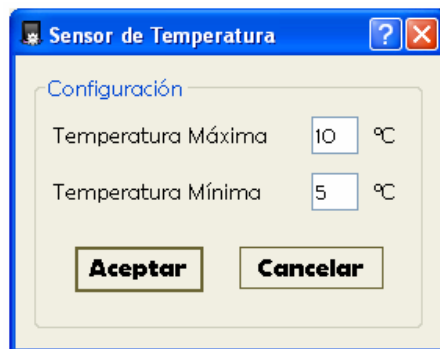 Sensor de Temperatura
Configuración
Temperatura Máxima 10 ºC
Temperatura Mínima 5 ºC
Aceptar Cancelar